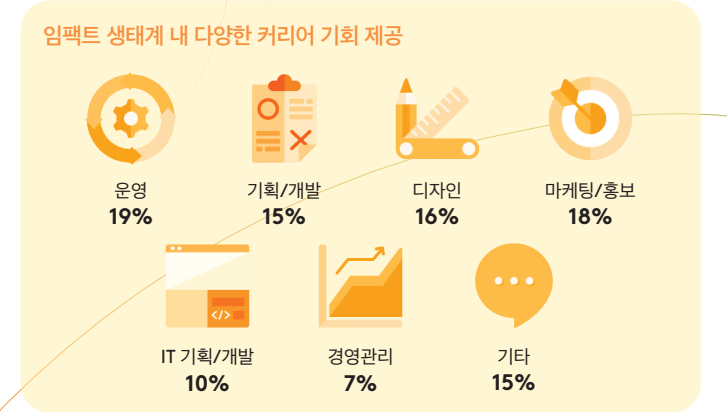 임팩트 생태계 내 다양한 커리어 기회 제공
운영
19%
기획/개발
15%
디자인
16%
마케팅/홍보
18%
</>
IT 기획/개발
10%
경영관리
7%
기타
15%